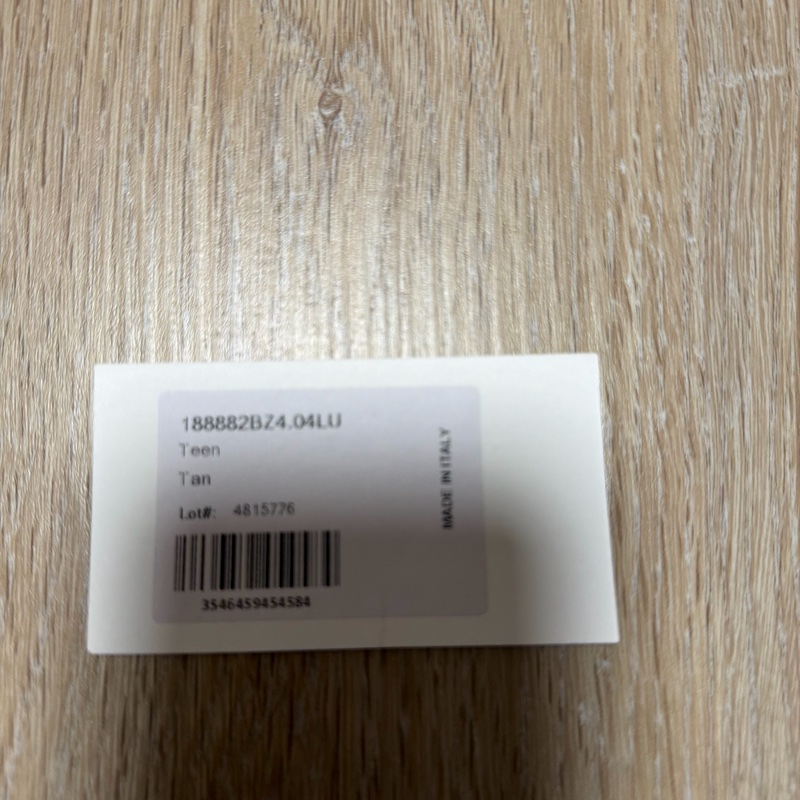 188882BZ4.04LU
Teen
Tan
Lot#: 4815776
3546459454584
MADE IN ITALY